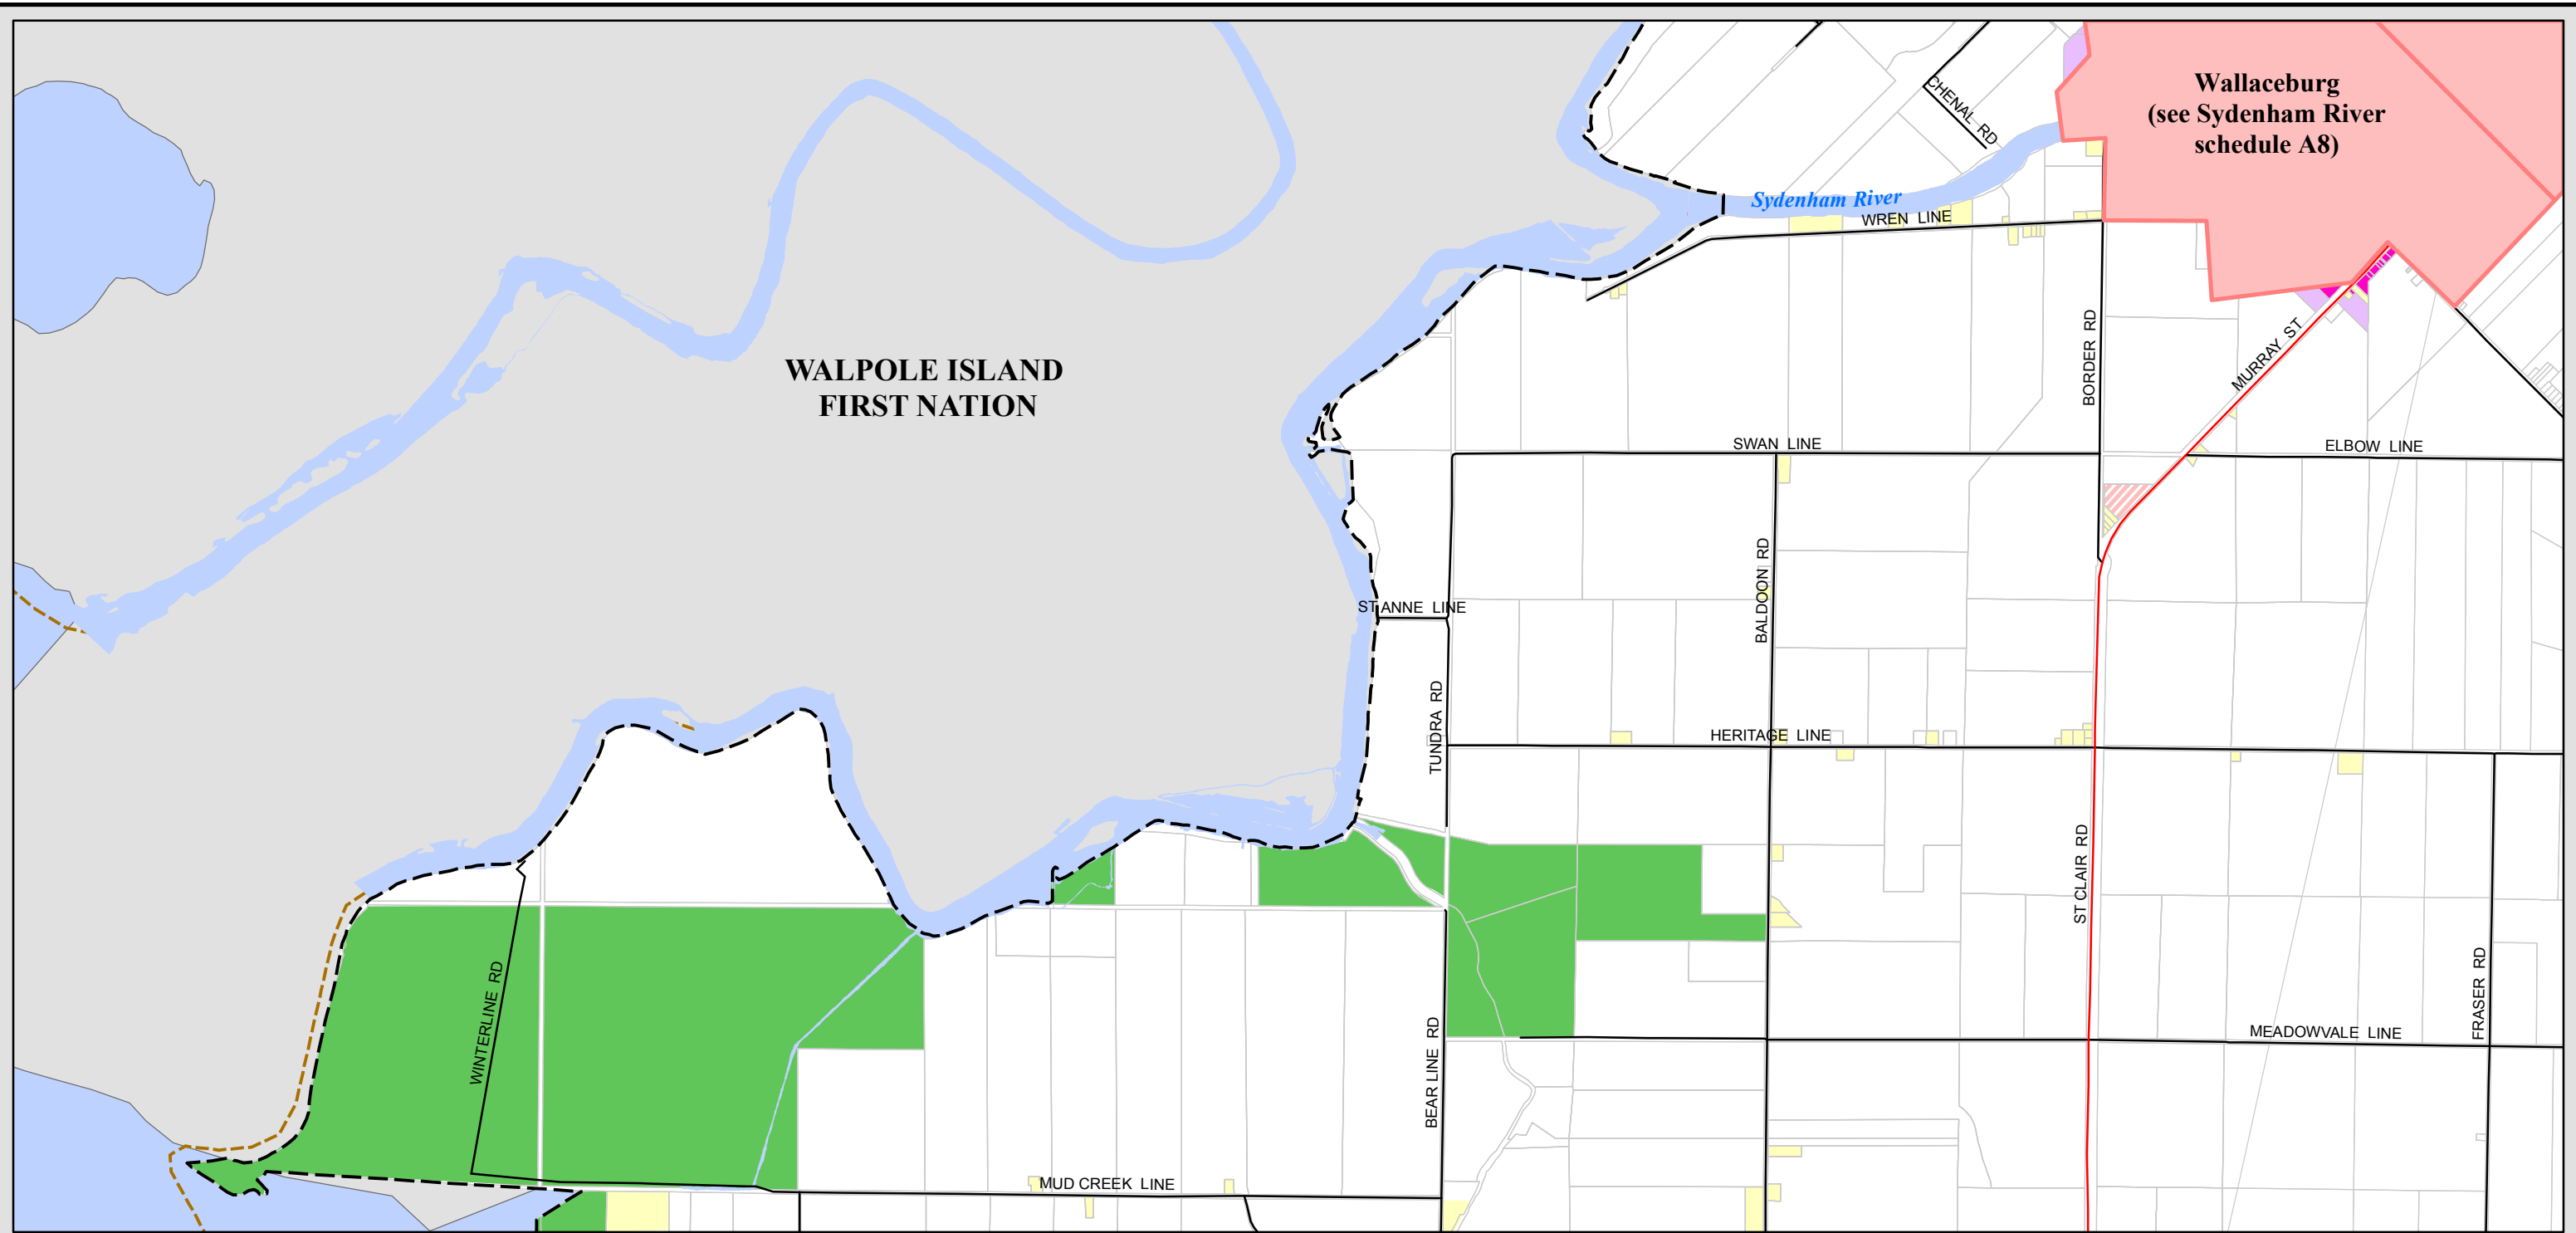 Wallaceburg
(see Sydenham River
schedule A8)
CHENAL RD
Sydenham River
WREN LINE
WALPOLE ISLAND
FIRST NATION
BORDER RD
MURRAY ST
SWAN LINE
ELBOW LINE
BALDOON RD
ST ANNE LINE
TUNDRA RD
HERITAGE LINE
ST CLAIR RD
WINTERLINE RD
BEAR LINE RD
FRASER RD
MEADOWVALE LINE
MUD CREEK LINE